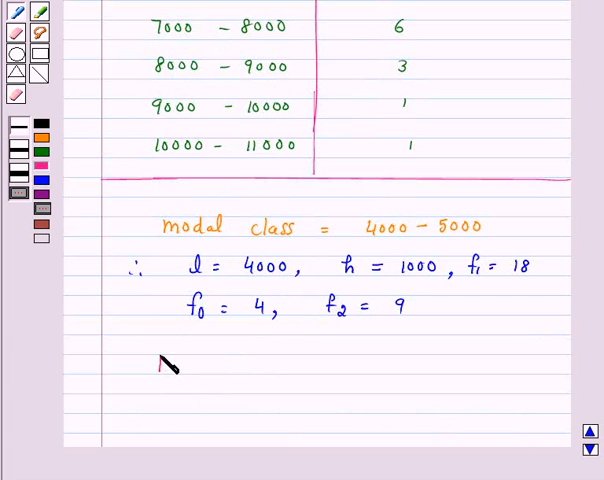 7000 - 8000 6
8000 - 9000 3
9000 - 10000 1
10000 - 11000 1
modal class = 4000 - 5000
∴ l = 4000, h = 1000, f₁ = 18
f₀ = 4, f₂ = 9